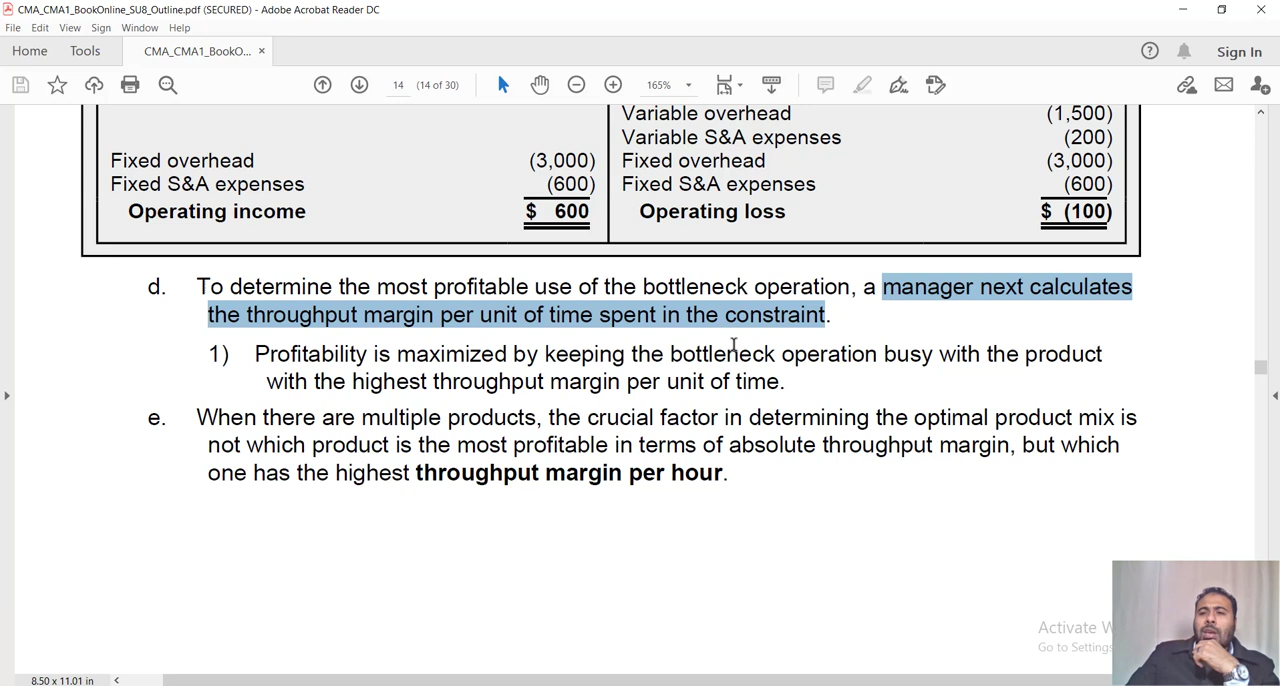 CMA_CMA1_BookOnline_SU8_Outline.pdf (SECURED) - Adobe Acrobat Reader DC
File Edit View Sign Window Help
Home Tools CMA_CMA1_BookO... × Sign In
14 (14 of 30) 165%
Variable overhead (1,500)
Variable S&A expenses (200)
Fixed overhead (3,000) Fixed overhead (3,000)
Fixed S&A expenses (600) Fixed S&A expenses (600)
Operating income $ 600 Operating loss $ (100)
d. To determine the most profitable use of the bottleneck operation, a manager next calculates
the throughput margin per unit of time spent in the constraint.
1) Profitability is maximized by keeping the bottleneck operation busy with the product
with the highest throughput margin per unit of time.
e. When there are multiple products, the crucial factor in determining the optimal product mix is
not which product is the most profitable in terms of absolute throughput margin, but which
one has the highest throughput margin per hour.
Activate W
Go to Settings
8.50 x 11.01 in